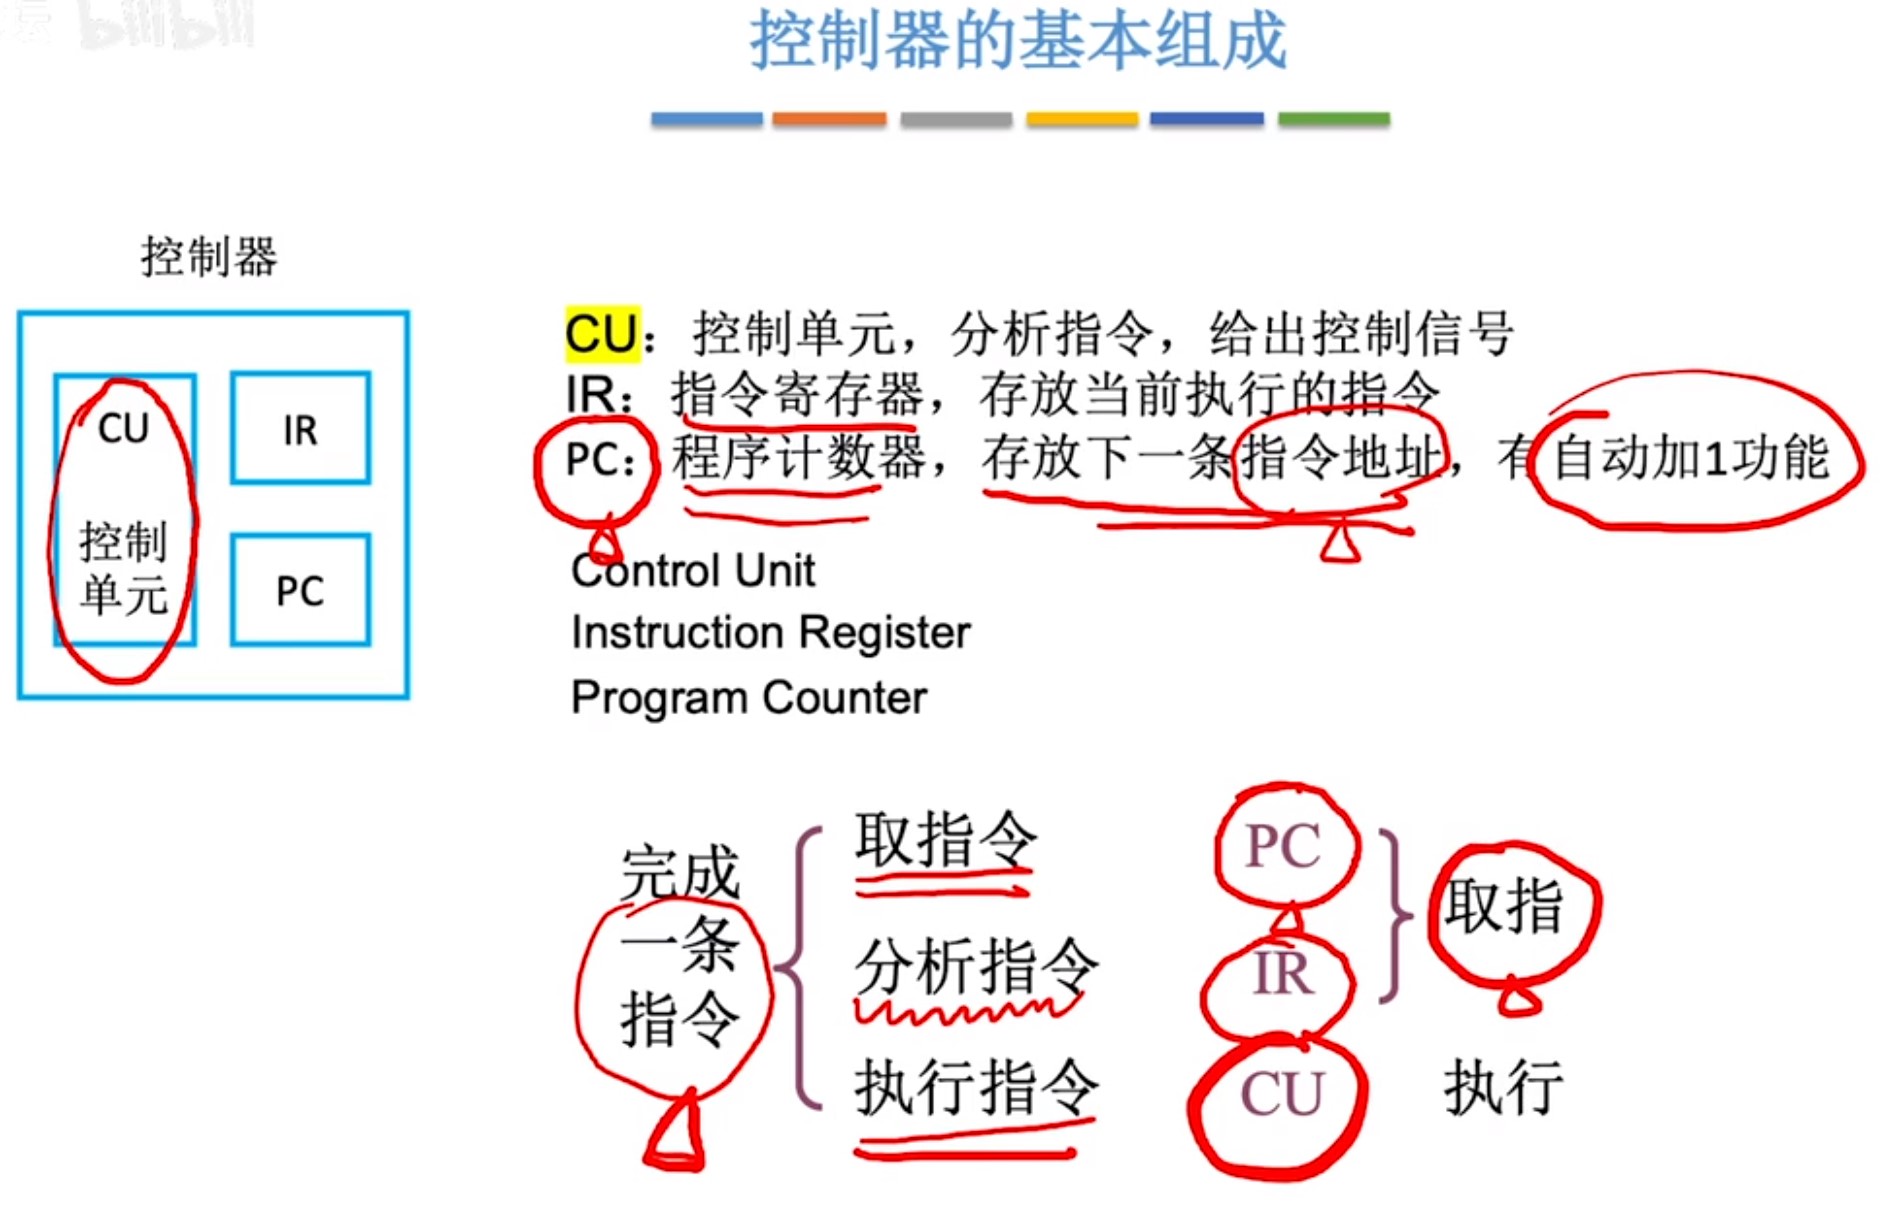 bilibili
控制器的基本组成
控制器
CU
控制
单元
IR
PC
CU：控制单元，分析指令，给出控制信号
IR：指令寄存器，存放当前执行的指令
PC：程序计数器，存放下一条指令地址，有自动加1功能
Control Unit
Instruction Register
Program Counter
完成
一条
指令
取指令
分析指令
执行指令
PC
IR
CU
取指
执行